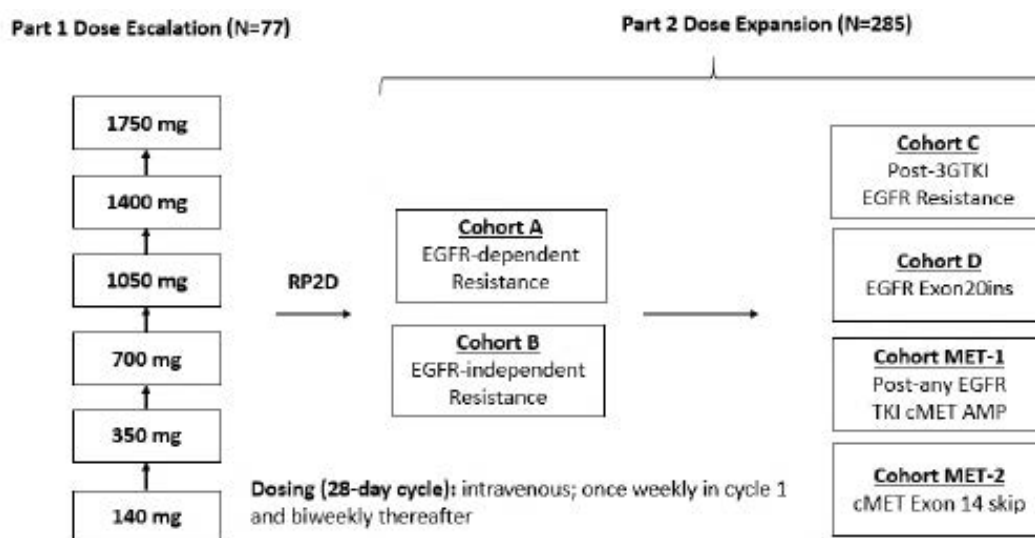 Part 1 Dose Escalation (N=77)
Part 2 Dose Expansion (N=285)
1750 mg
1400 mg
1050 mg
700 mg
350 mg
140 mg
RP2D
Cohort A
EGFR-dependent
Resistance
Cohort B
EGFR-independent
Resistance
Cohort C
Post-3GTKI
EGFR Resistance
Cohort D
EGFR Exon20ins
Cohort MET-1
Post-any EGFR
TKI cMET AMP
Cohort MET-2
cMET Exon 14 skip
Dosing (28-day cycle): intravenous; once weekly in cycle 1
and biweekly thereafter